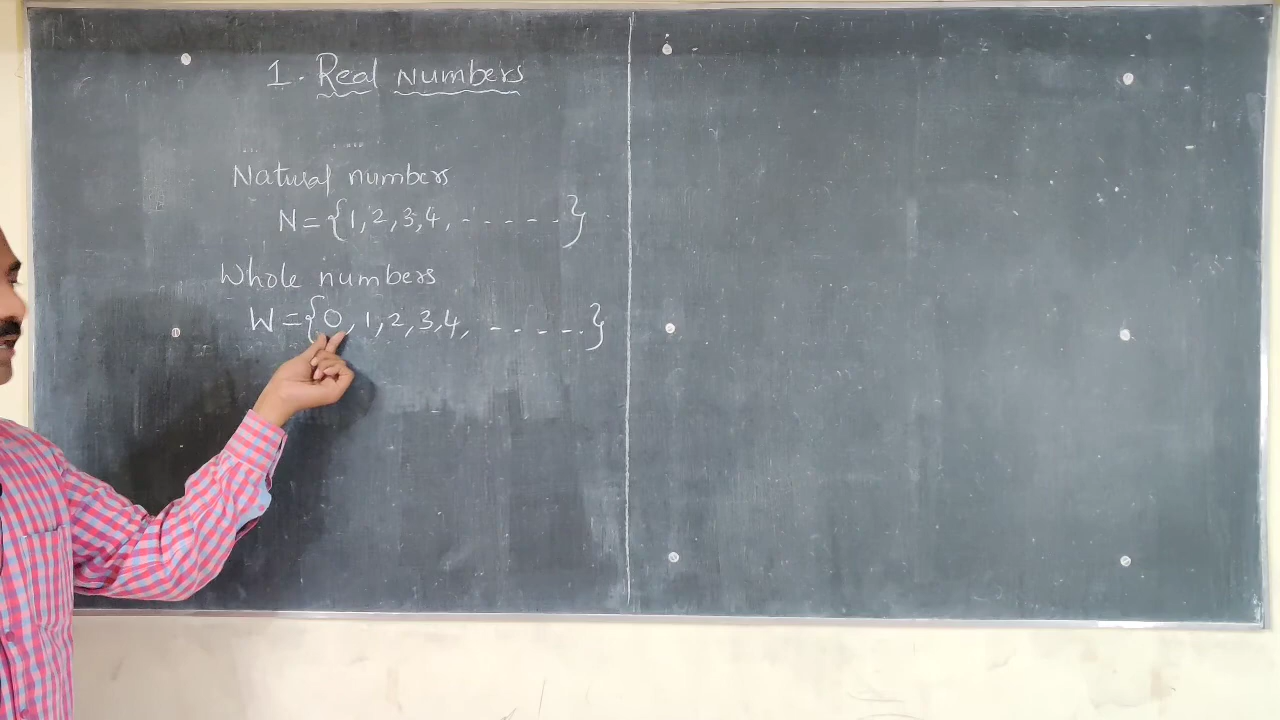 1. Real Numbers
Natural numbers
N={1,2,3,4,------}
Whole numbers
W={0,1,2,3,4,-----.}